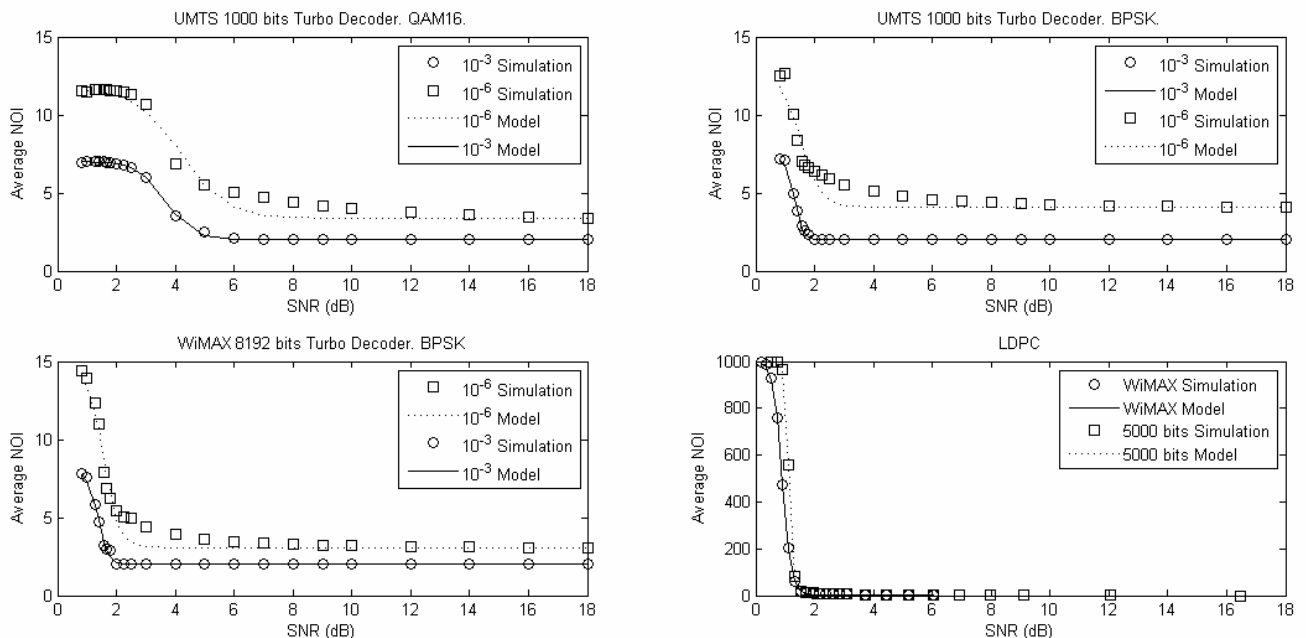 UMTS 1000 bits Turbo Decoder. QAM16.
15
10
5
0
Average NOI
10^-3 Simulation
10^-6 Simulation
10^-6 Model
10^-3 Model
0 2 4 6 8 10 12 14 16 18
SNR (dB)
UMTS 1000 bits Turbo Decoder. BPSK.
15
10
5
0
Average NOI
10^-3 Simulation
10^-3 Model
10^-6 Simulation
10^-6 Model
0 2 4 6 8 10 12 14 16 18
SNR (dB)
WiMAX 8192 bits Turbo Decoder. BPSK
15
10
5
0
Average NOI
10^-6 Simulation
10^-6 Model
10^-3 Simulation
10^-3 Model
0 2 4 6 8 10 12 14 16 18
SNR (dB)
LDPC
1000
800
600
400
200
0
Average NOI
WiMAX Simulation
WiMAX Model
5000 bits Simulation
5000 bits Model
0 2 4 6 8 10 12 14 16 18
SNR (dB)